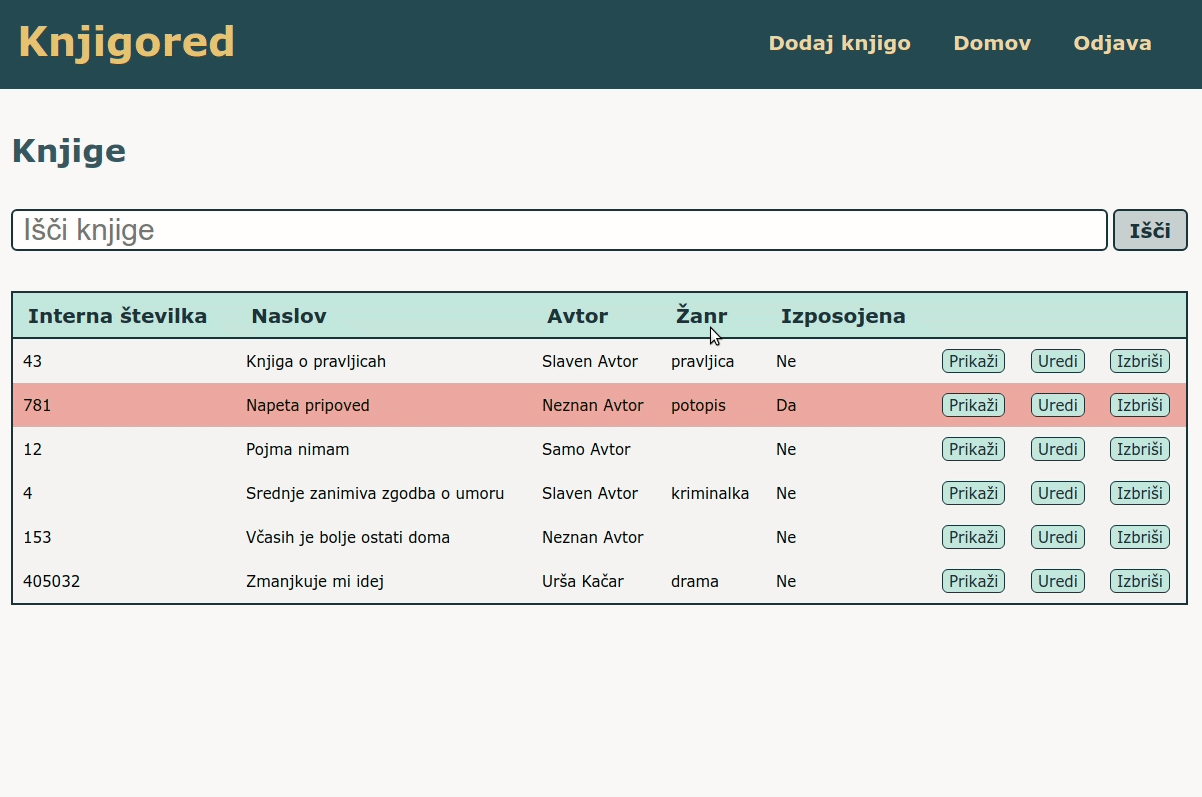 Knjigored Dodaj knjigo Domov Odjava
Knjige
Išči knjige Išči
Interna številka Naslov Avtor Žanr Izposojena
43 Knjiga o pravljicah Slaven Avtor pravljica Ne Prikaži Uredi Izbriši
781 Napeta pripoved Neznan Avtor potopis Da Prikaži Uredi Izbriši
12 Pojma nimam Samo Avtor Ne Prikaži Uredi Izbriši
4 Srednje zanimiva zgodba o umoru Slaven Avtor kriminalka Ne Prikaži Uredi Izbriši
153 Včasih je bolje ostati doma Neznan Avtor Ne Prikaži Uredi Izbriši
405032 Zmanjkuje mi idej Urša Kačar drama Ne Prikaži Uredi Izbriši